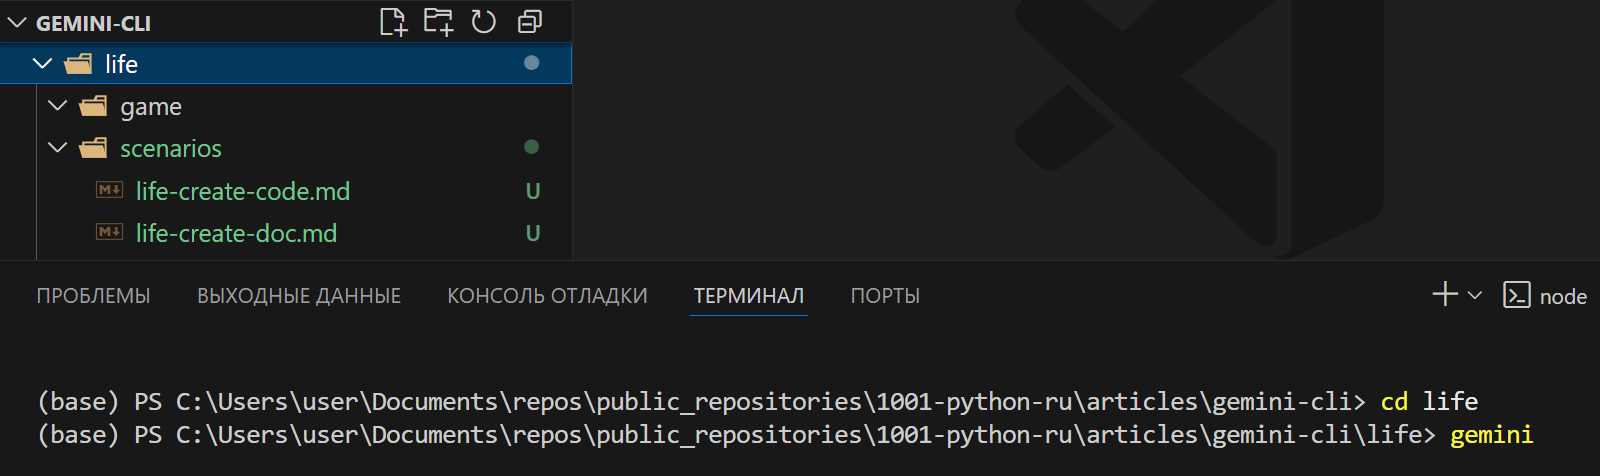 GEMINI-CLI
life
game
scenarios
life-create-code.md U
life-create-doc.md U
ПРОБЛЕМЫ ВЫХОДНЫЕ ДАННЫЕ КОНСОЛЬ ОТЛАДКИ ТЕРМИНАЛ ПОРТЫ node
(base) PS C:\Users\user\Documents\repos\public_repositories\1001-python-ru\articles\gemini-cli> cd life
(base) PS C:\Users\user\Documents\repos\public_repositories\1001-python-ru\articles\gemini-cli\life> gemini